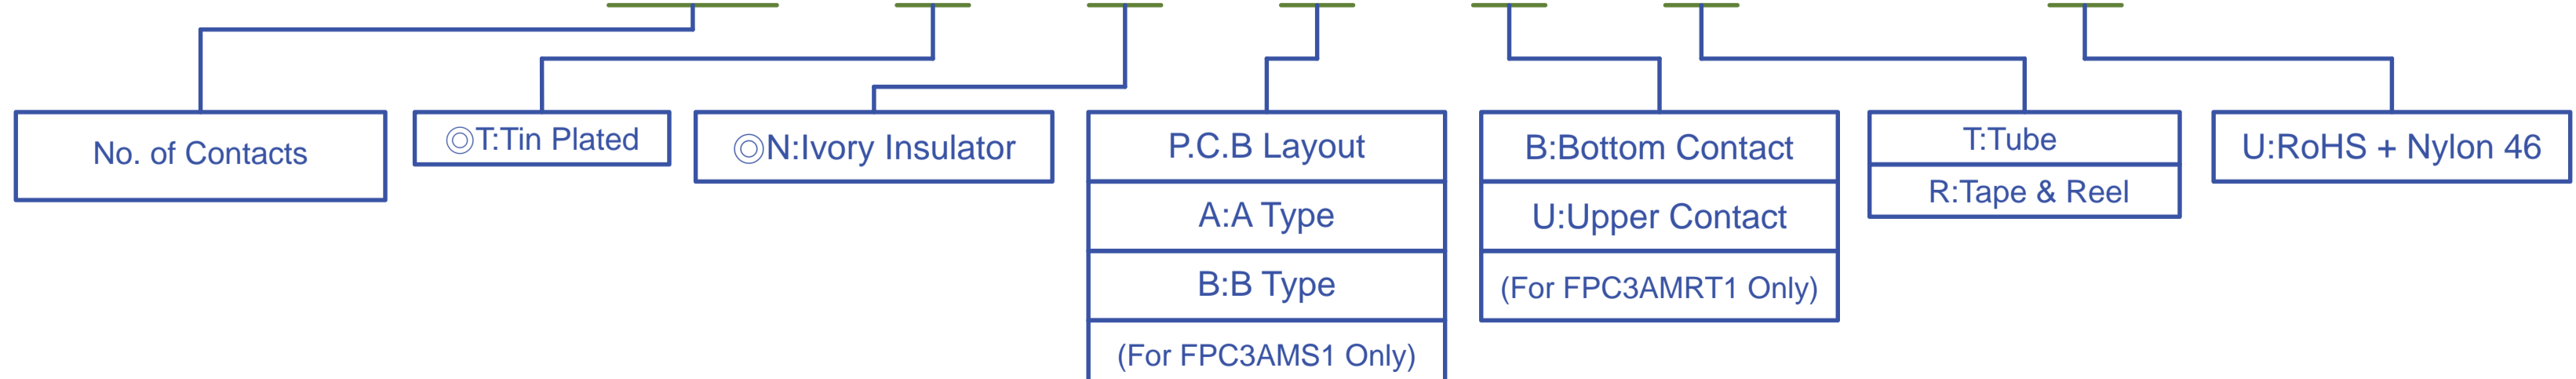 No. of Contacts
◎T:Tin Plated
◎N:Ivory Insulator
P.C.B Layout
A:A Type
B:B Type
(For FPC3AMS1 Only)
B:Bottom Contact
U:Upper Contact
(For FPC3AMRT1 Only)
T:Tube
R:Tape & Reel
U:RoHS + Nylon 46